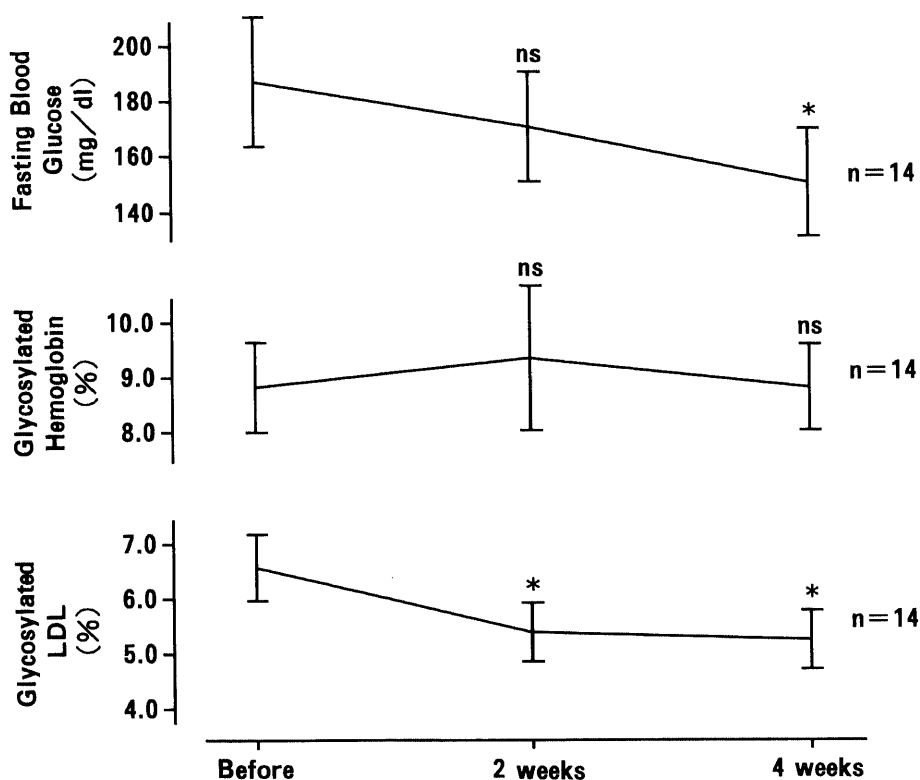 Fasting Blood
Glucose
(mg/dl)
200
180
160
140
ns
*
n=14
Glycosylated
Hemoglobin
(%)
10.0
9.0
8.0
ns
ns
n=14
Glycosylated
LDL
(%)
7.0
6.0
5.0
4.0
*
*
n=14
Before 2 weeks 4 weeks